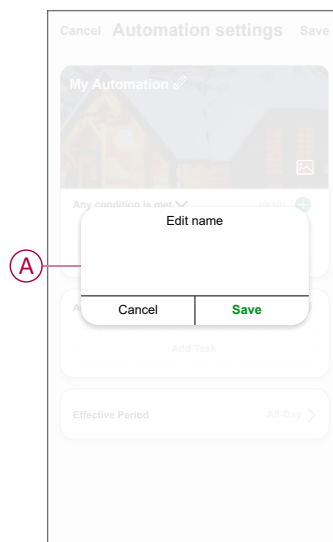 Cancel Automation settings Save
My Automation
Any condition is met
Edit name
A
Cancel Save
A
Add Task
Effective Period All-Day